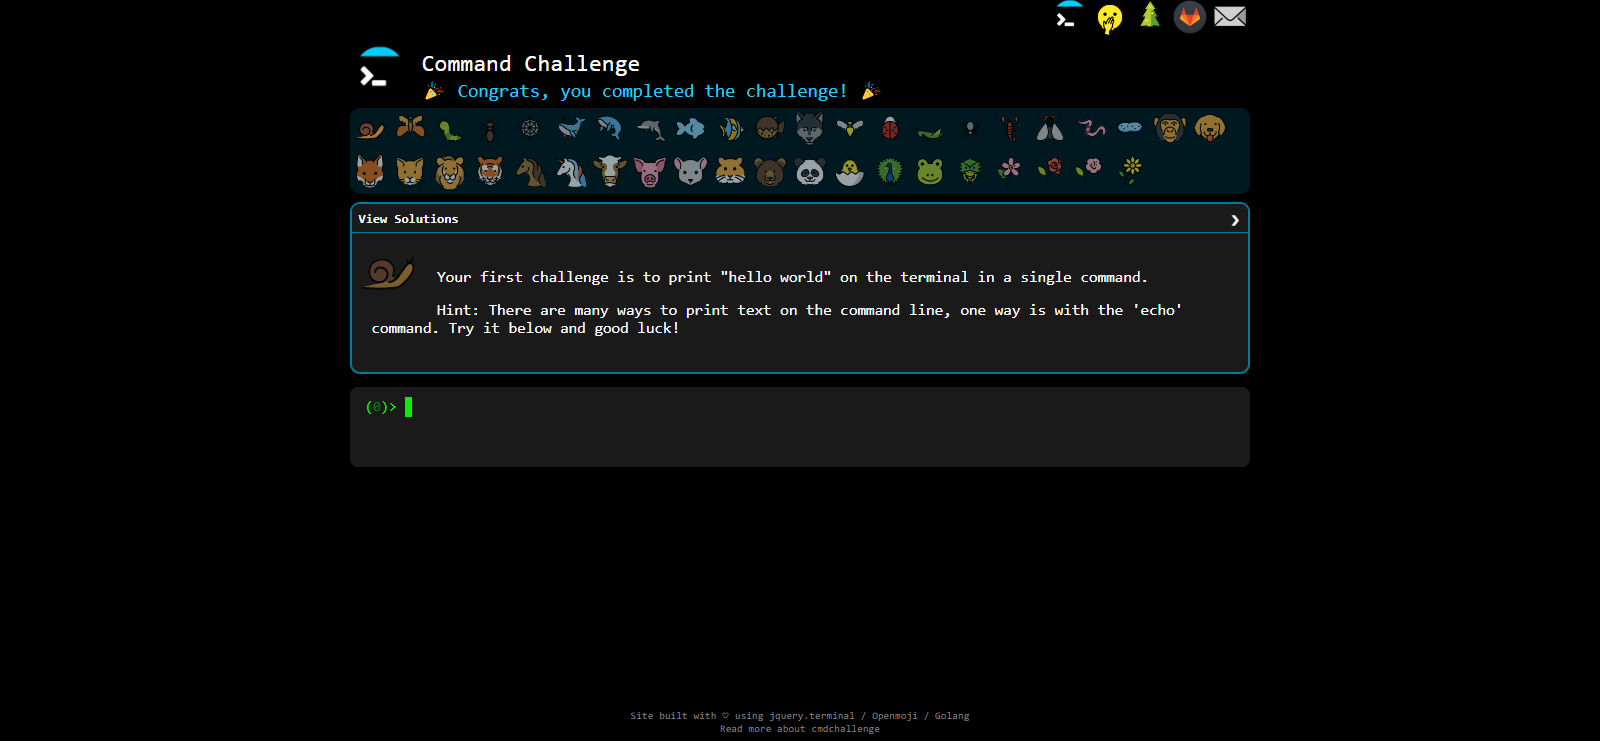 Command Challenge
🎉 Congrats, you completed the challenge! 🎉
View Solutions
Your first challenge is to print "hello world" on the terminal in a single command.
Hint: There are many ways to print text on the command line, one way is with the 'echo'
command. Try it below and good luck!
(0)>
Site built with ♡ using jquery.terminal / Openmoji / Golang
Read more about cmdchallenge